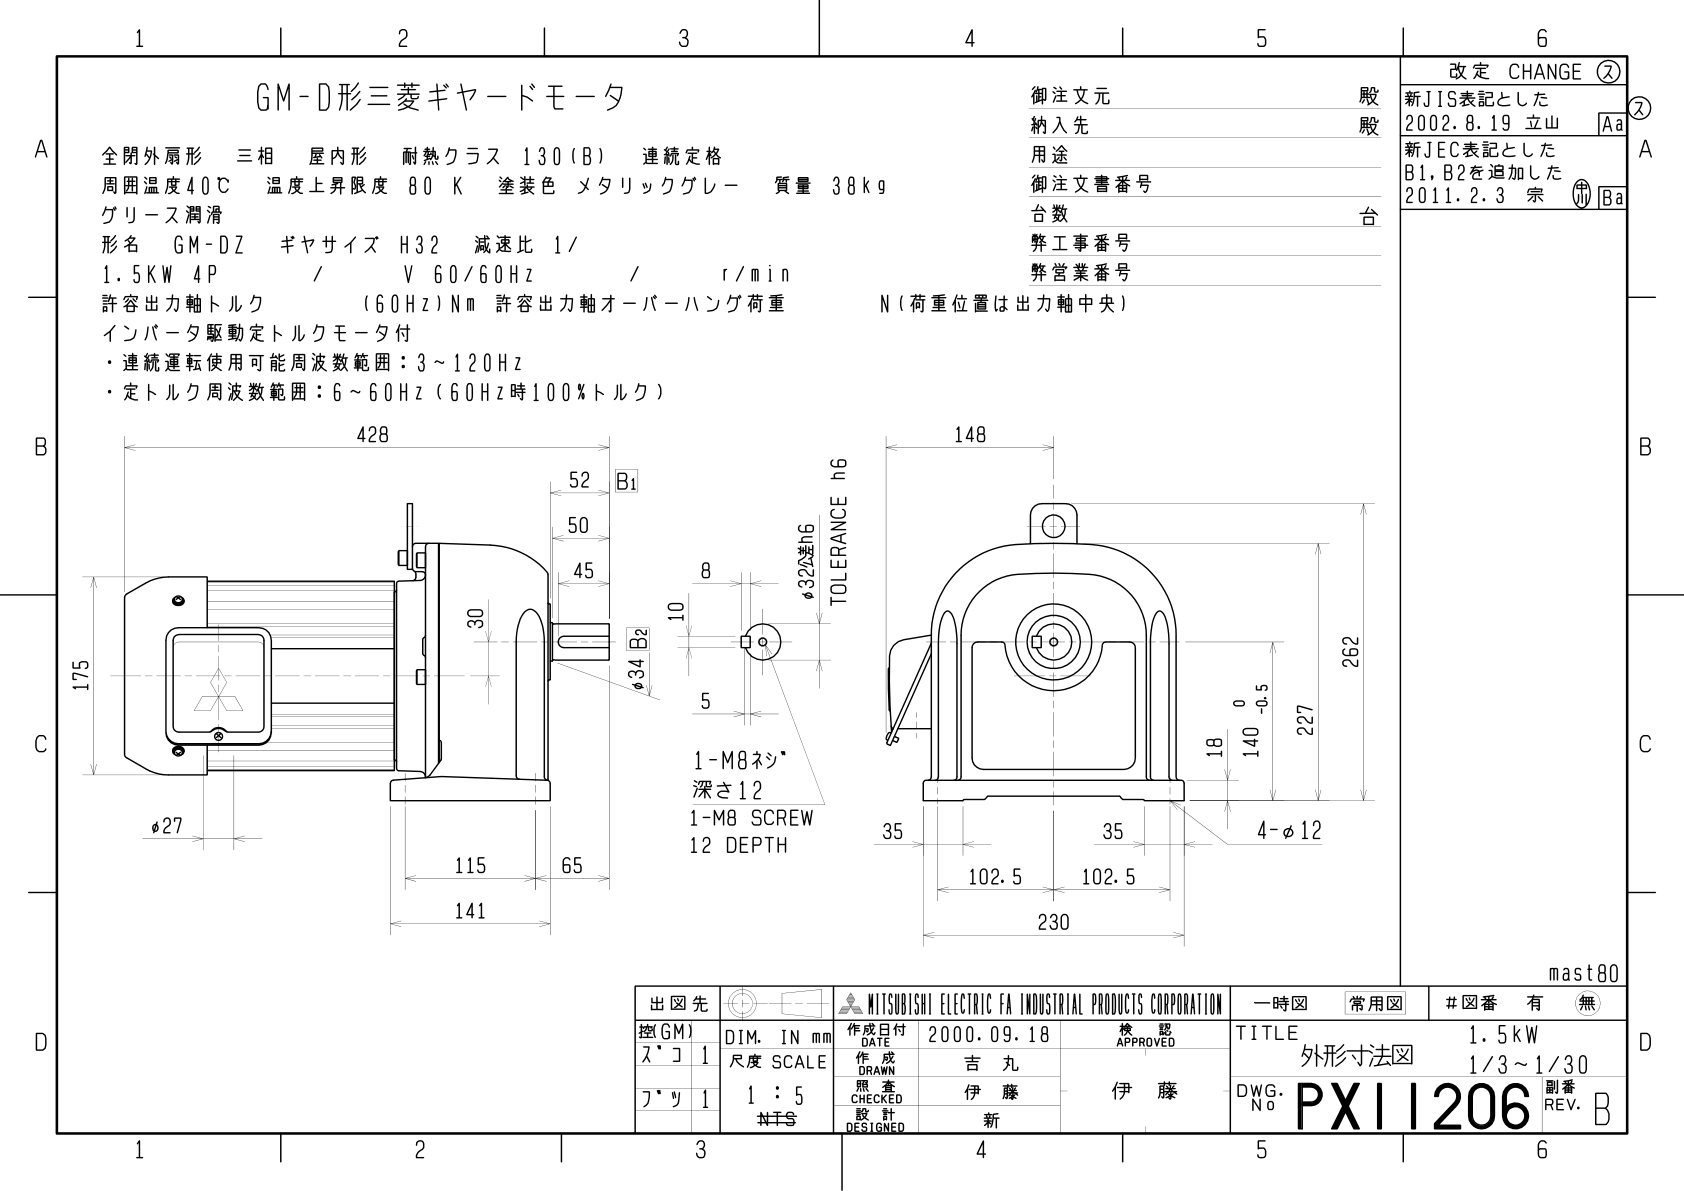 1 2 3 4 5 6
A A
B B
C C
D D
GM-D形三菱ギヤードモータ
全閉外扇形 三相 屋内形 耐熱クラス 130(B) 連続定格
周囲温度40℃ 温度上昇限度 80 K 塗装色 メタリックグレー 質量 38kg
グリース潤滑
形名 GM-DZ ギヤサイズ H32 減速比 1/
1.5KW 4P / V 60/60Hz / r/min
許容出力軸トルク (60Hz)Nm 許容出力軸オーバーハング荷重 N(荷重位置は出力軸中央)
インバータ駆動定トルクモータ付
・連続運転使用可能周波数範囲：3～120Hz
・定トルク周波数範囲：6～60Hz(60Hz時100%トルク)
御注文元 殿
納入先 殿
用途
御注文書番号
台数 台
弊工事番号
弊営業番号
改定 CHANGE ス
新JIS表記とした
2002.8.19 立山 Aa
ス
新JEC表記とした
B1,B2を追加した
2011.2.3 宗 中川 Ba
428
52 B1
50
45
30
175
φ27
115 65
141
φ34 B2
8
10
5
φ32公差h6
TOLERANCE h6
1-M8ネジ
深さ12
1-M8 SCREW
12 DEPTH
148
262
227
140 0 -0.5
18
35 35
4-φ12
102.5 102.5
230
mast80
出図先
控(GM)
ズコ 1
ブツ 1
DIM. IN mm
尺度 SCALE
1 : 5
NTS
MITSUBISHI ELECTRIC FA INDUSTRIAL PRODUCTS CORPORATION
作成日付 DATE 2000.09.18
作成 DRAWN 吉丸
照査 CHECKED 伊藤
設計 DESIGNED 新
検認 APPROVED
伊藤
一時図 常用図 #図番 有 無
TITLE 1.5kW
外形寸法図 1/3～1/30
DWG. No PX11206 副番 REV. B
1 2 3 4 5 6